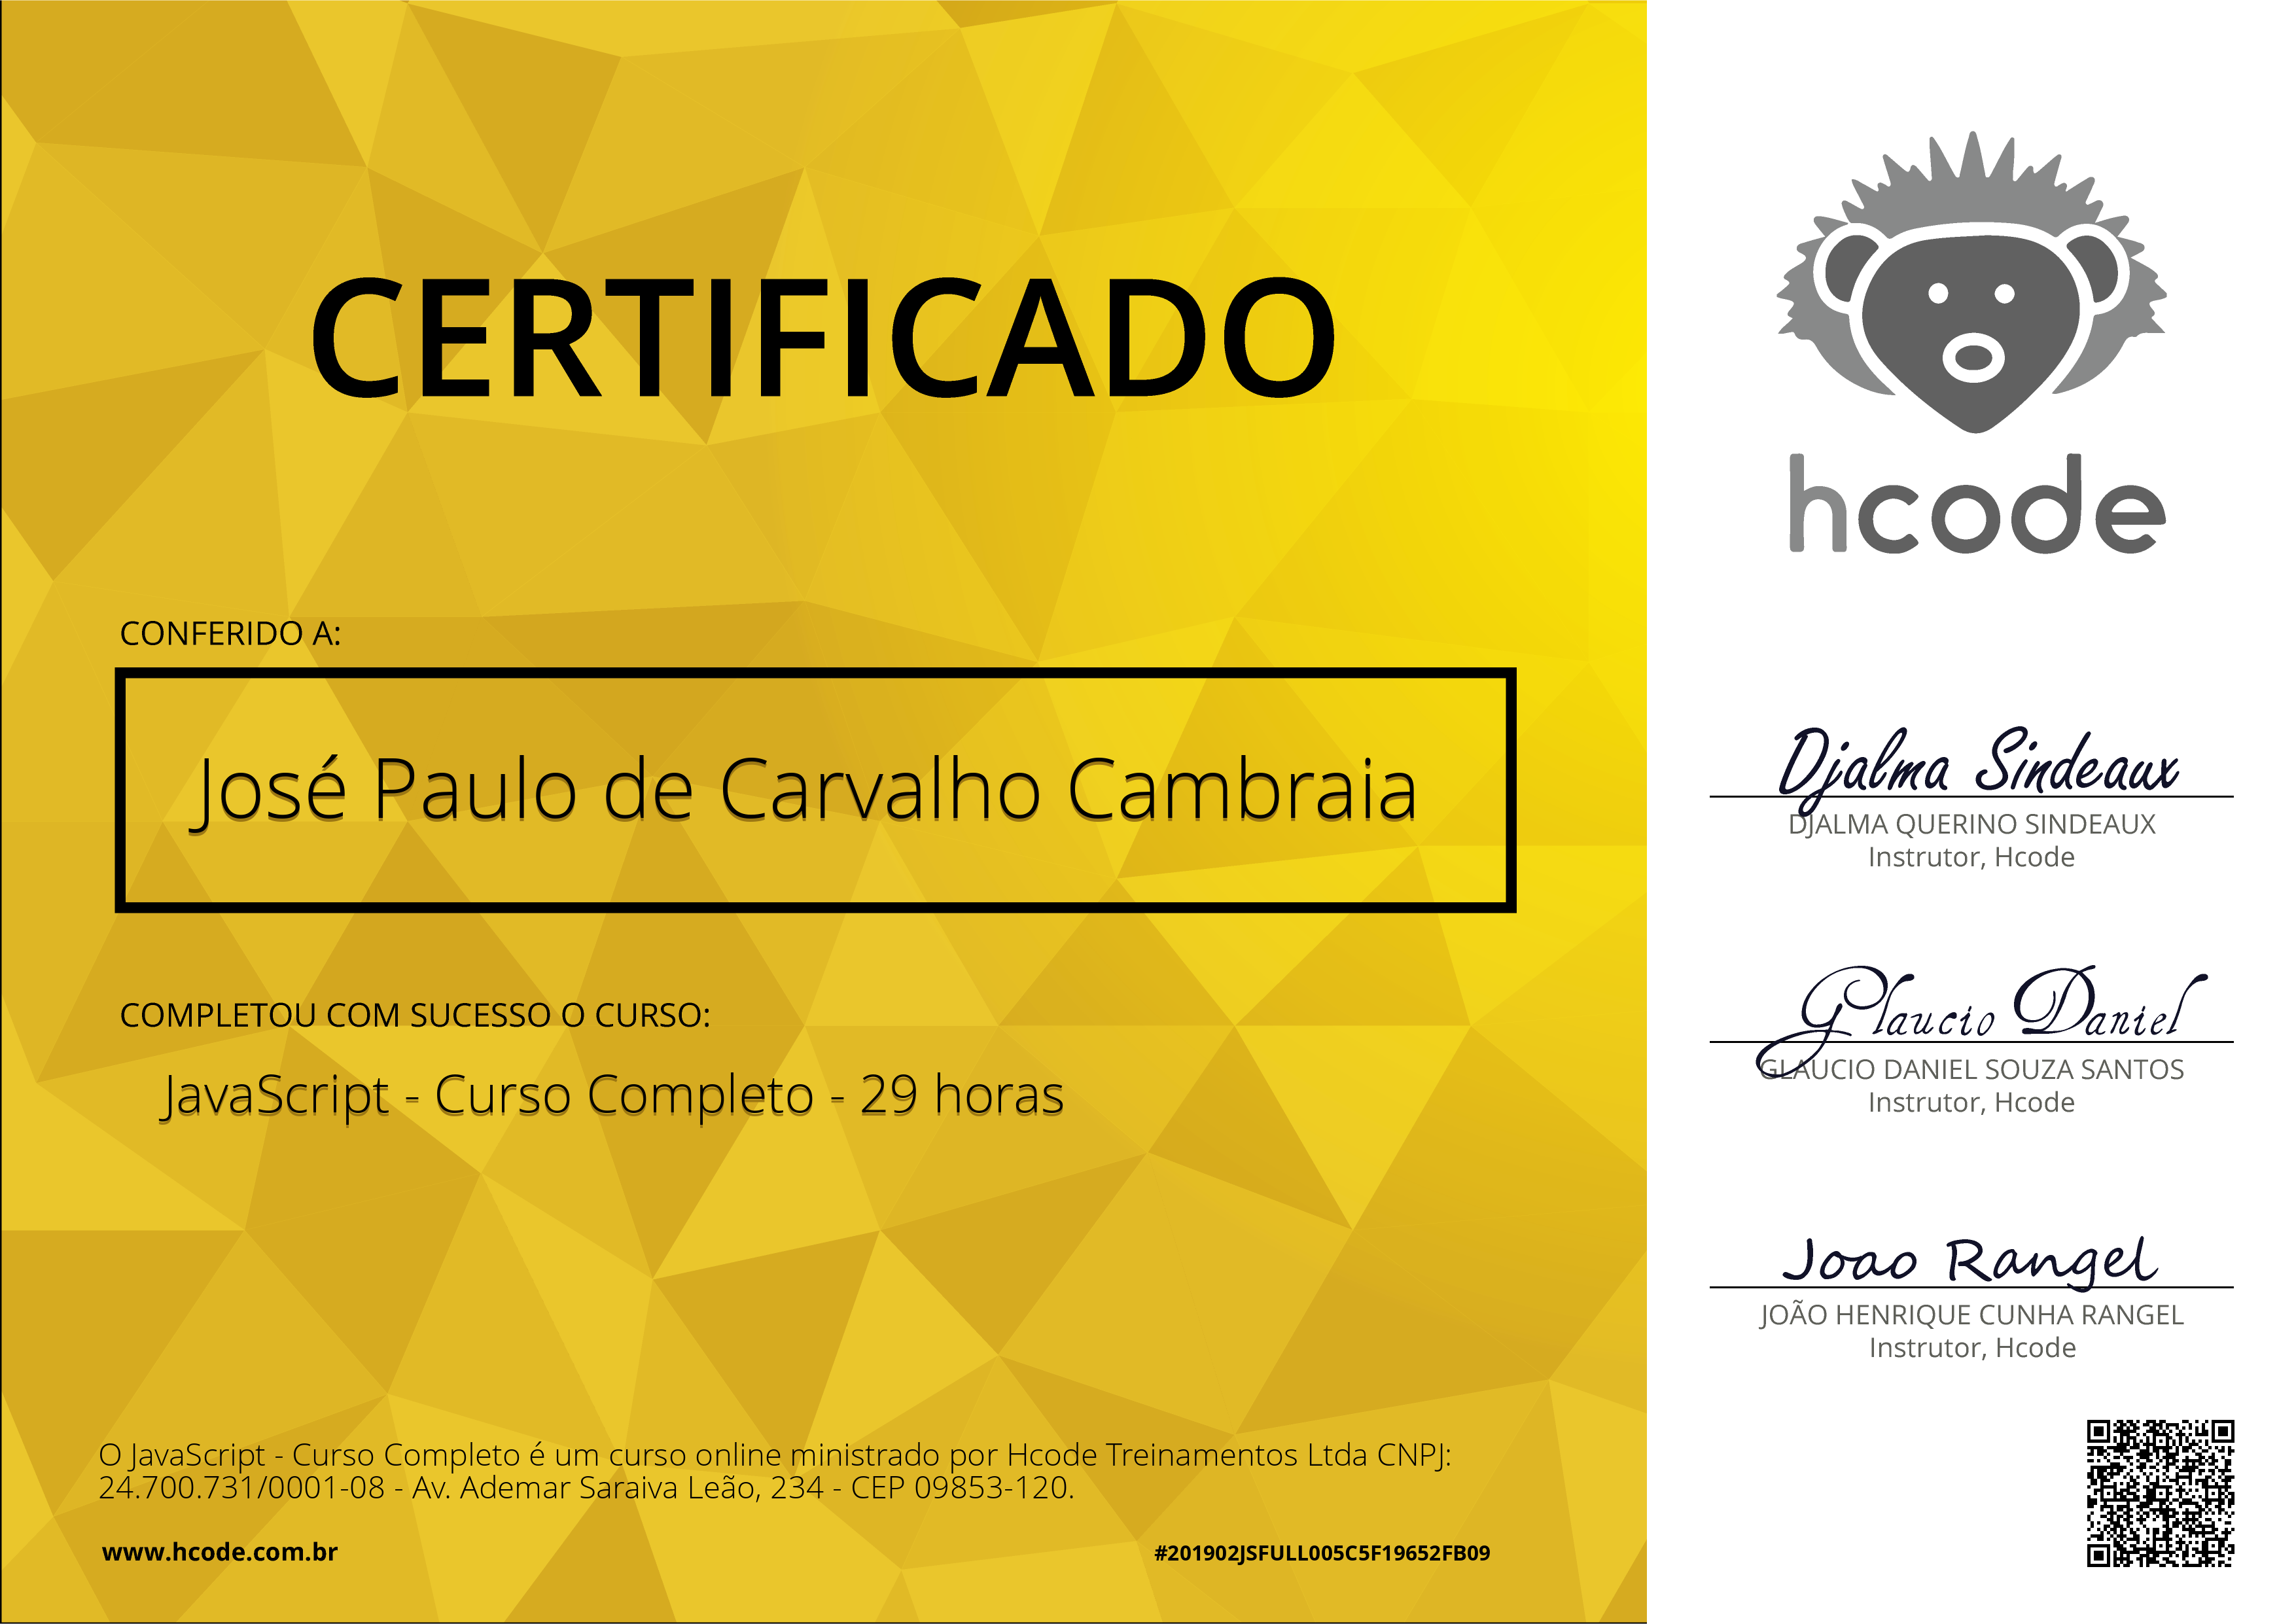 CERTIFICADO
CONFERIDO A:
José Paulo de Carvalho Cambraia
COMPLETOU COM SUCESSO O CURSO:
JavaScript - Curso Completo - 29 horas
O JavaScript - Curso Completo é um curso online ministrado por Hcode Treinamentos Ltda CNPJ:
24.700.731/0001-08 - Av. Ademar Saraiva Leão, 234 - CEP 09853-120.
www.hcode.com.br
#201902JSFULL005C5F19652FB09
hcode
Djalma Sindeaux
DJALMA QUERINO SINDEAUX
Instrutor, Hcode
Glaucio Daniel
GLAUCIO DANIEL SOUZA SANTOS
Instrutor, Hcode
Joao Rangel
JOÃO HENRIQUE CUNHA RANGEL
Instrutor, Hcode